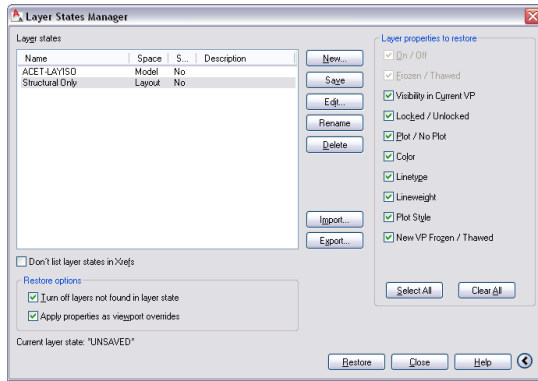 Layer States Manager
Layer states
Name Space S... Description
ACET-LAYISO Model No
Structural Only Layout No
New...
Save
Edit...
Rename
Delete
Import...
Export...
Don't list layer states in Xrefs
Restore options
Turn off layers not found in layer state
Apply properties as viewport overrides
Current layer state: "UNSAVED"
Layer properties to restore
On / Off
Frozen / Thawed
Visibility in Current VP
Locked / Unlocked
Plot / No Plot
Color
Linetype
Lineweight
Plot Style
New VP Frozen / Thawed
Select All Clear All
Restore Close Help